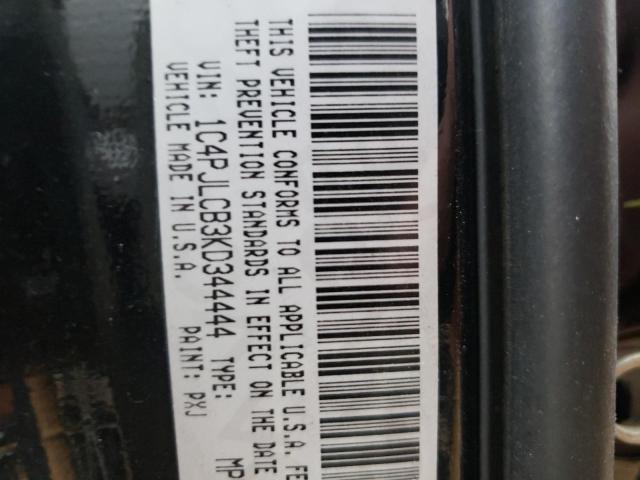 THIS VEHICLE CONFORMS TO ALL APPLICABLE U.S.A. FE
THEFT PREVENTION STANDARDS IN EFFECT ON THE DATE
VIN: 1C4PJLCB3KD344444 TYPE: MP
VEHICLE MADE IN U.S.A. PAINT: PXJ